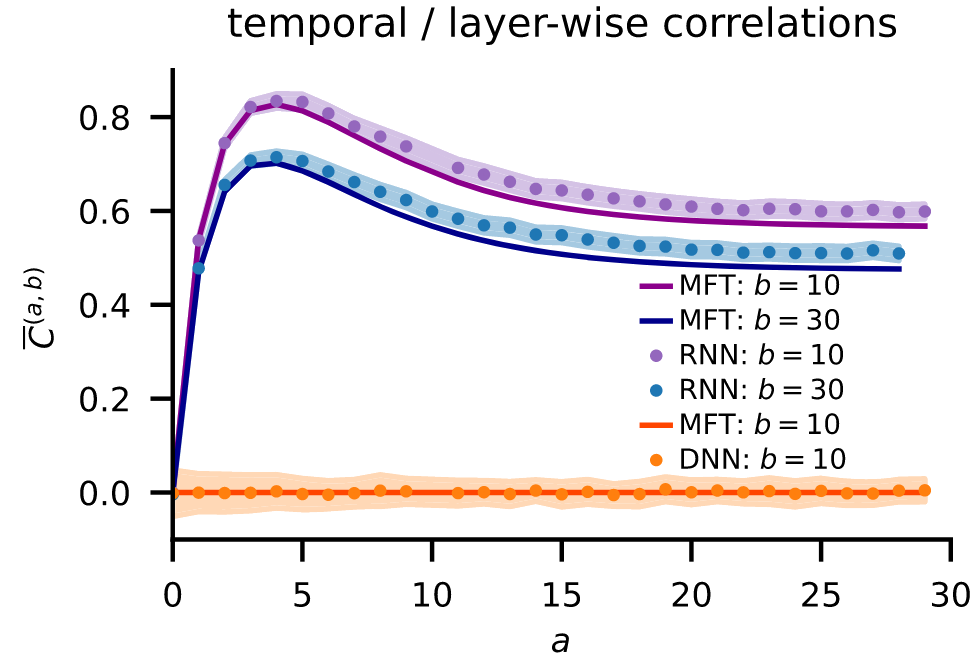 temporal / layer-wise correlations
0.8
0.6
0.4
0.2
0.0
C̅^(a, b)
MFT: b = 10
MFT: b = 30
RNN: b = 10
RNN: b = 30
MFT: b = 10
DNN: b = 10
0 5 10 15 20 25 30
a